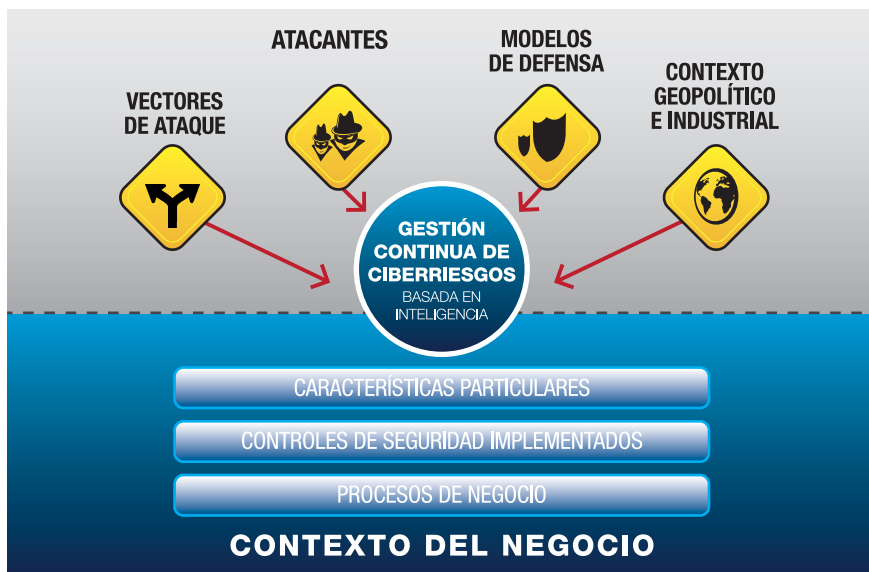 ATACANTES
MODELOS
DE DEFENSA
CONTEXTO
GEOPOLÍTICO
E INDUSTRIAL
VECTORES
DE ATAQUE
GESTIÓN
CONTINUA DE
CIBERRIESGOS
BASADA EN
INTELIGENCIA
CARACTERÍSTICAS PARTICULARES
CONTROLES DE SEGURIDAD IMPLEMENTADOS
PROCESOS DE NEGOCIO
CONTEXTO DEL NEGOCIO